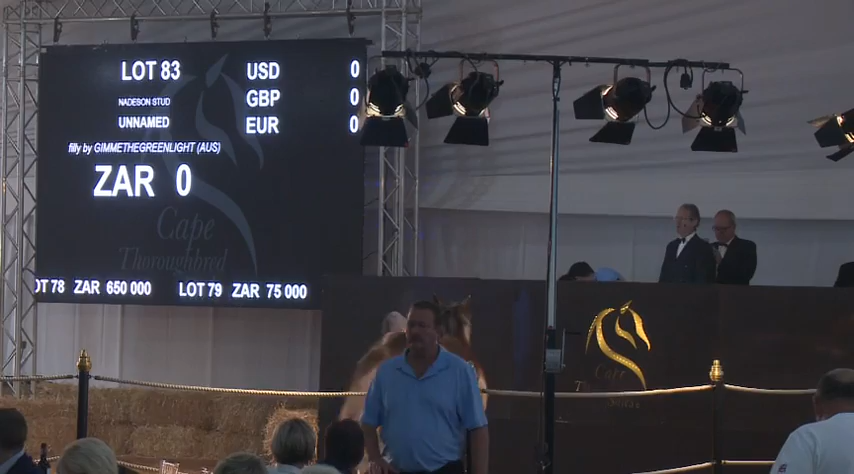 LOT 83
USD 0
NADESON STUD
GBP 0
UNNAMED
EUR 0
filly by GIMMETHEGREENLIGHT (AUS)
ZAR 0
Cape
Thoroughbred
OT 78 ZAR 650 000 LOT 79 ZAR 75 000
Cape